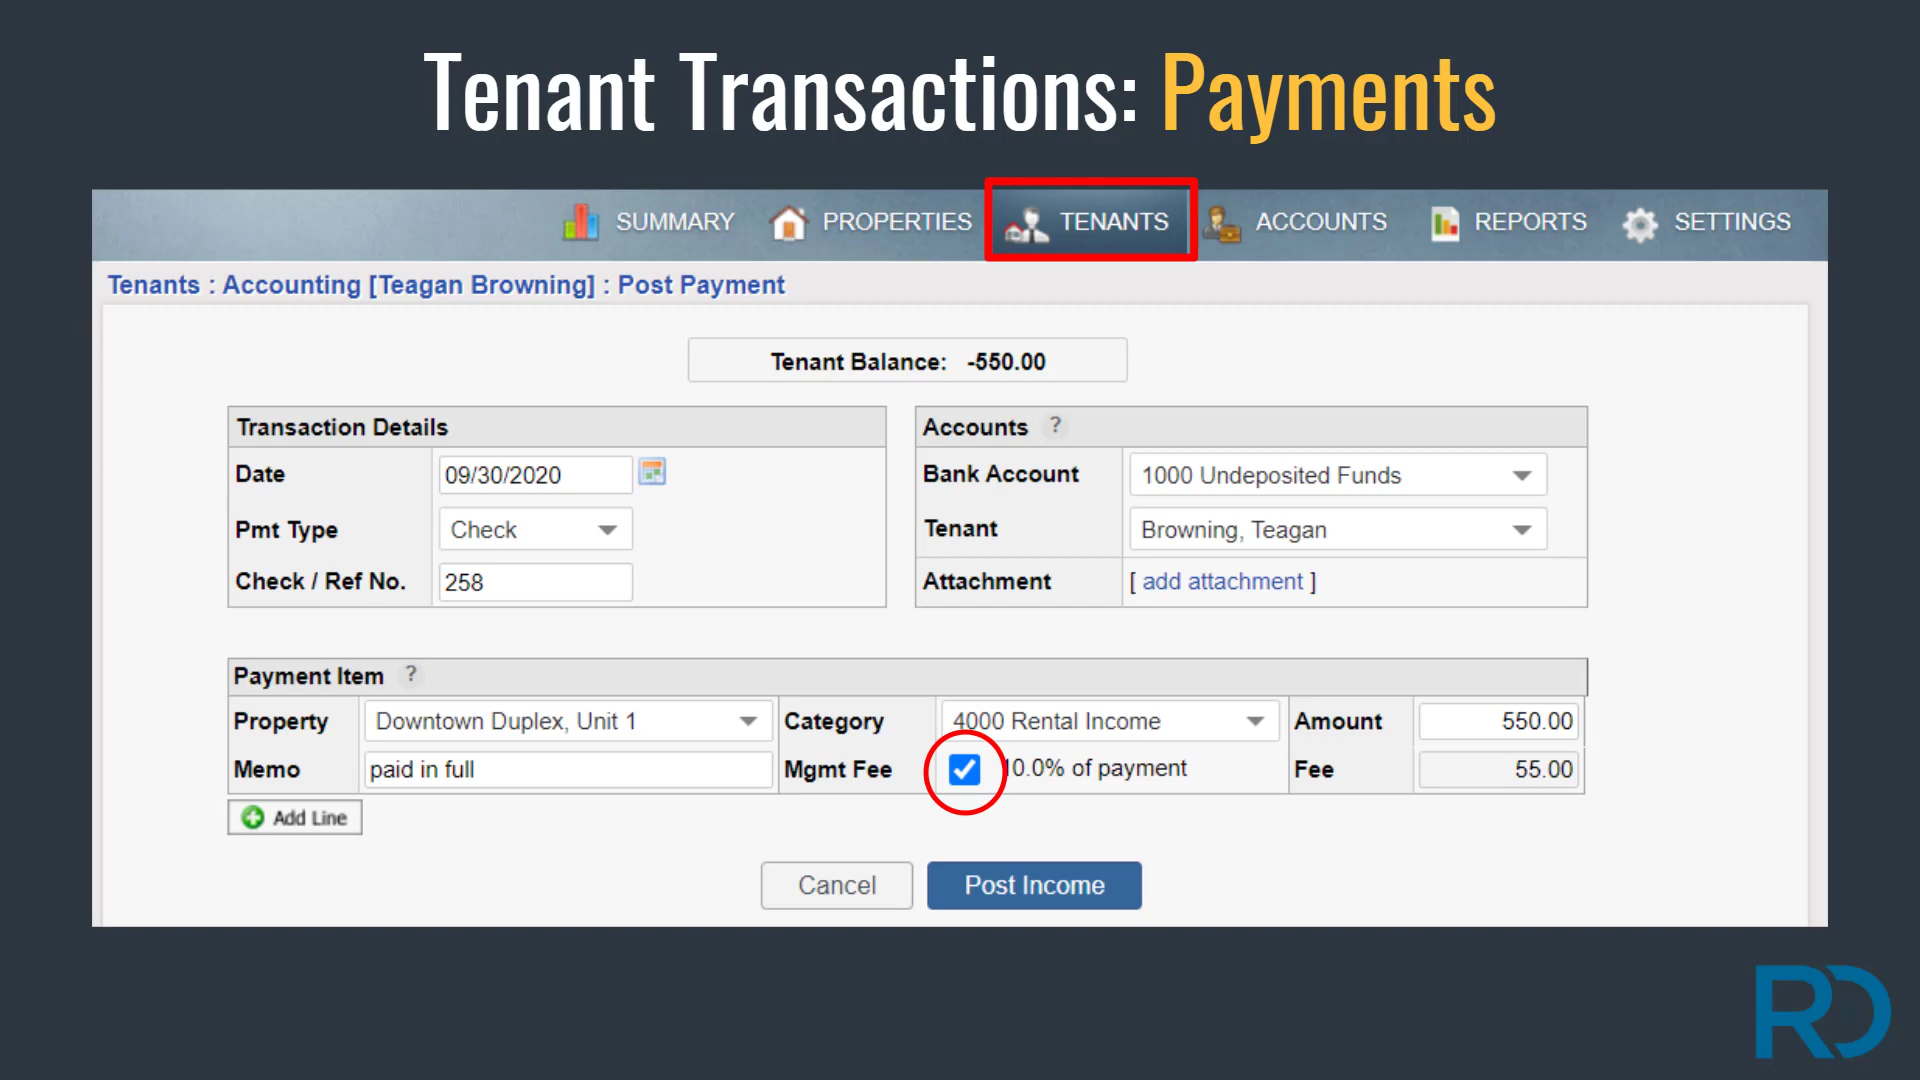 Tenant Transactions: Payments
SUMMARY PROPERTIES TENANTS ACCOUNTS REPORTS SETTINGS
Tenants : Accounting [Teagan Browning] : Post Payment
Tenant Balance: -550.00
Transaction Details
Date 09/30/2020
Pmt Type Check
Check / Ref No. 258
Accounts ?
Bank Account 1000 Undeposited Funds
Tenant Browning, Teagan
Attachment [ add attachment ]
Payment Item ?
Property Downtown Duplex, Unit 1 Category 4000 Rental Income Amount 550.00
Memo paid in full Mgmt Fee 10.0% of payment Fee 55.00
Add Line
Cancel Post Income
RD